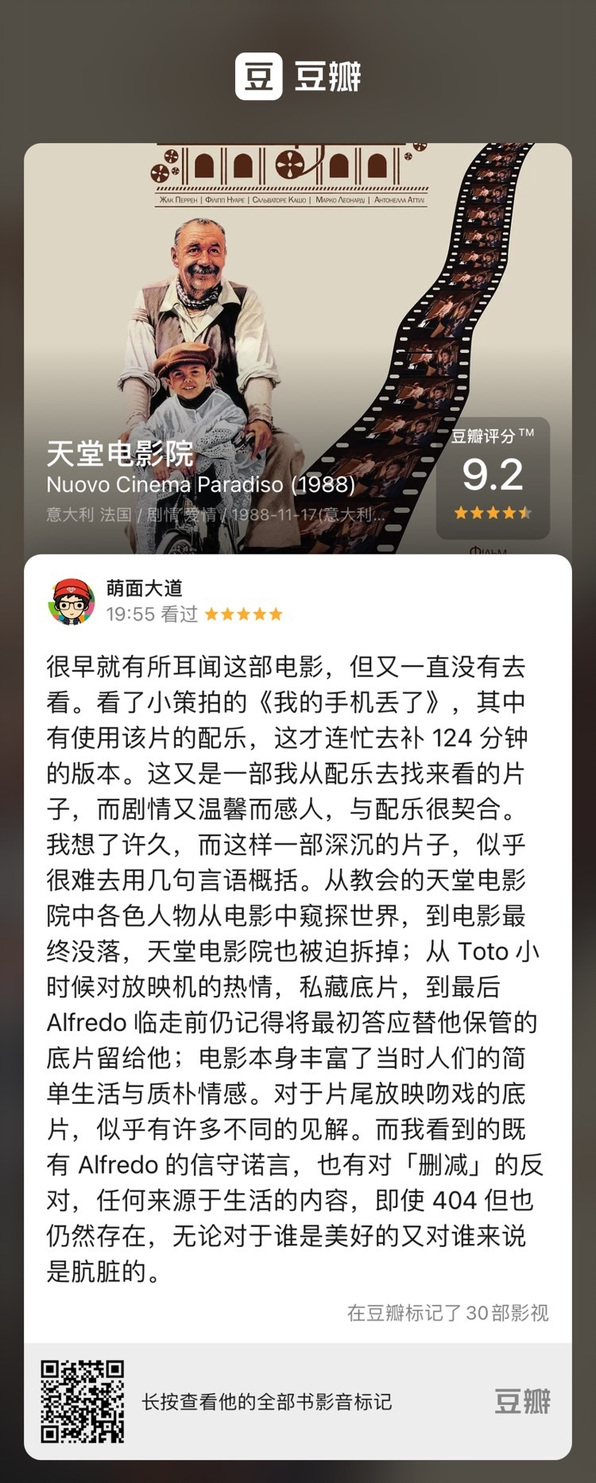 豆 豆瓣
Жак Перрен | Філіпп Нуаре | Сальваторе Кашо | Марко Леонарді | Антонелла Аттілі
天堂电影院
Nuovo Cinema Paradiso (1988)
意大利 法国 / 剧情 爱情 / 1988-11-17(意大利...
豆瓣评分™
9.2
Фільм
萌面大道
19:55 看过
很早就有所耳闻这部电影，但又一直没有去
看。看了小策拍的《我的手机丢了》，其中
有使用该片的配乐，这才连忙去补 124 分钟
的版本。这又是一部我从配乐去找来看的片
子，而剧情又温馨而感人，与配乐很契合。
我想了许久，而这样一部深沉的片子，似乎
很难去用几句言语概括。从教会的天堂电影
院中各色人物从电影中窥探世界，到电影最
终没落，天堂电影院也被迫拆掉；从 Toto 小
时候对放映机的热情，私藏底片，到最后
Alfredo 临走前仍记得将最初答应替他保管的
底片留给他；电影本身丰富了当时人们的简
单生活与质朴情感。对于片尾放映吻戏的底
片，似乎有许多不同的见解。而我看到的既
有 Alfredo 的信守诺言，也有对「删减」的反
对，任何来源于生活的内容，即使 404 但也
仍然存在，无论对于谁是美好的又对谁来说
是肮脏的。
在豆瓣标记了 30部影视
长按查看他的全部书影音标记
豆瓣